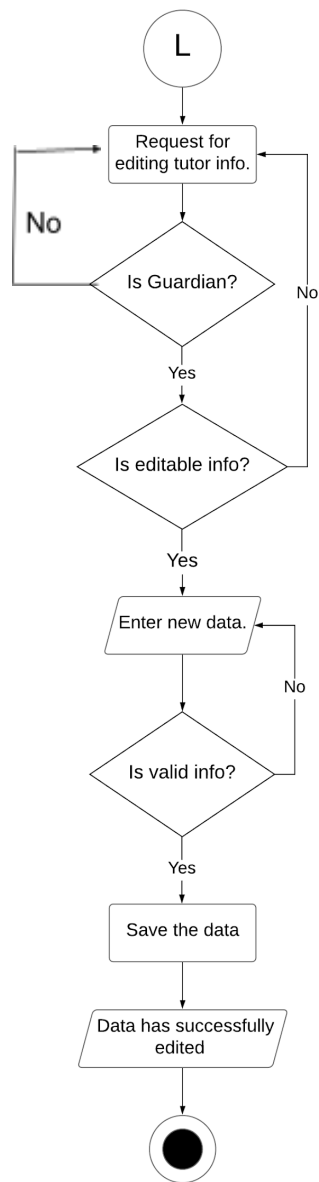 L
Request for
editing tutor info.
No
Is Guardian?
No
Yes
Is editable info?
Yes
Enter new data.
No
Is valid info?
Yes
Save the data
Data has successfully
edited